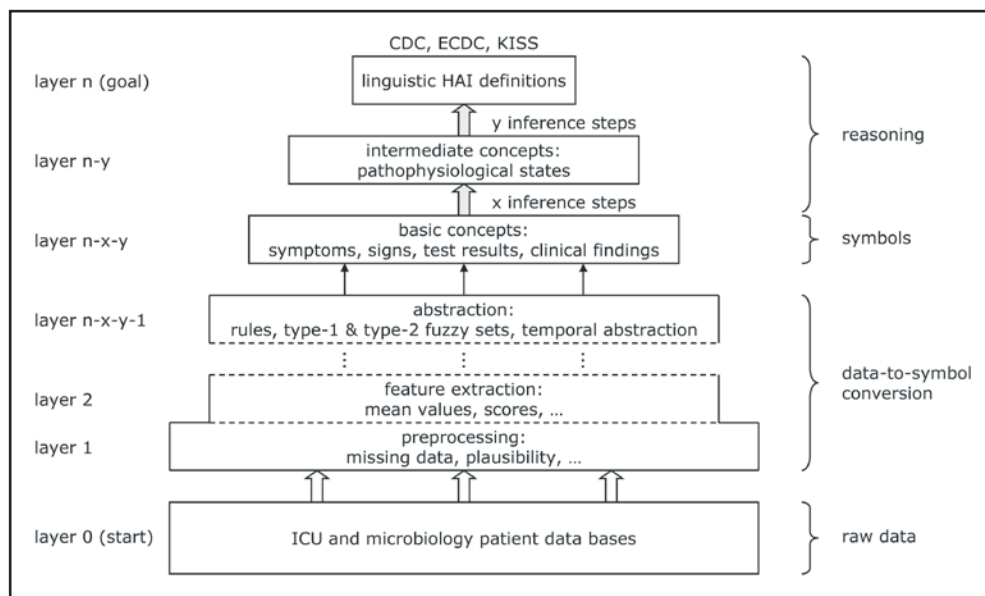 CDC, ECDC, KISS
layer n (goal)
linguistic HAI definitions
y inference steps
reasoning
layer n-y
intermediate concepts:
pathophysiological states
x inference steps
layer n-x-y
basic concepts:
symptoms, signs, test results, clinical findings
symbols
layer n-x-y-1
abstraction:
rules, type-1 & type-2 fuzzy sets, temporal abstraction
layer 2
feature extraction:
mean values, scores, ...
data-to-symbol
conversion
layer 1
preprocessing:
missing data, plausibility, ...
layer 0 (start)
ICU and microbiology patient data bases
raw data